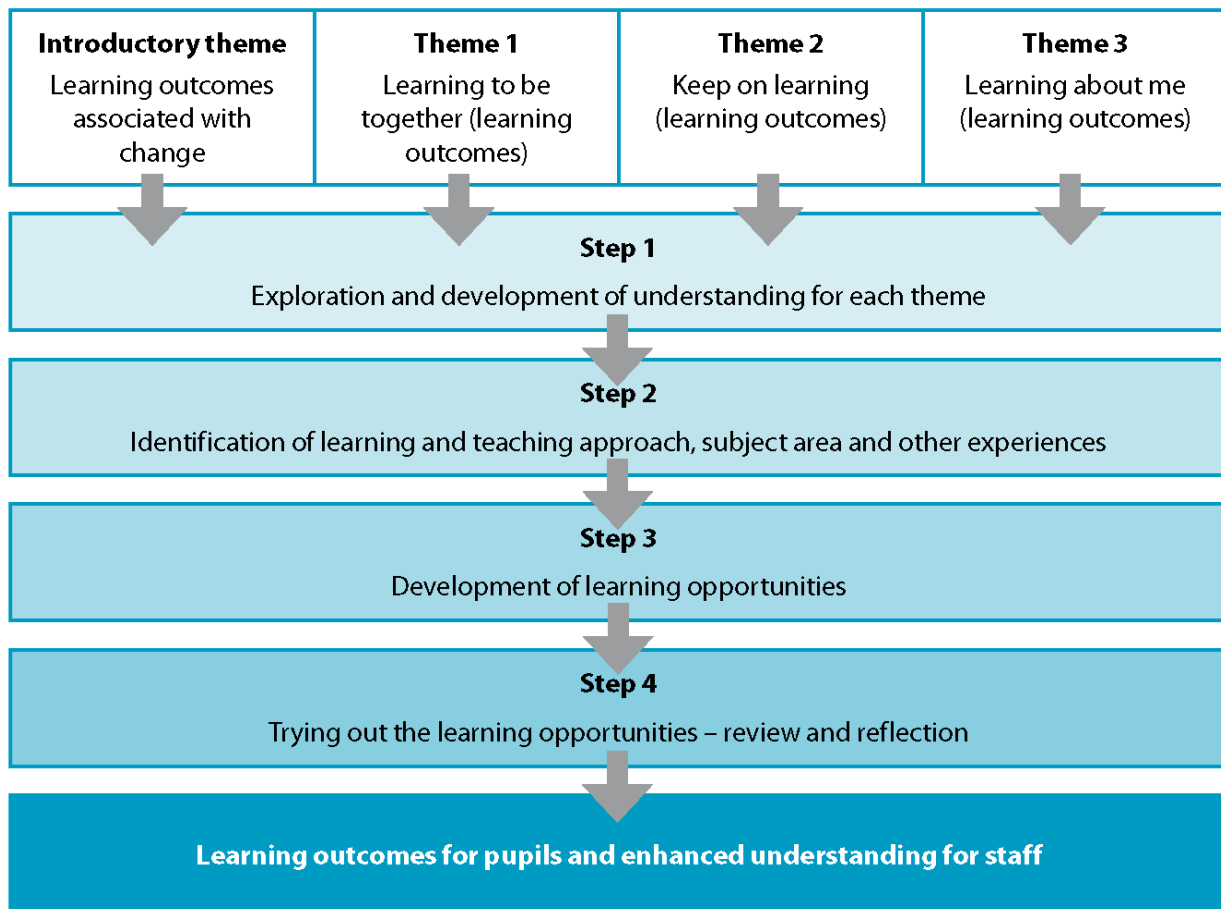 Introductory theme
Learning outcomes
associated with
change
Theme 1
Learning to be
together (learning
outcomes)
Theme 2
Keep on learning
(learning outcomes)
Theme 3
Learning about me
(learning outcomes)
Step 1
Exploration and development of understanding for each theme
Step 2
Identification of learning and teaching approach, subject area and other experiences
Step 3
Development of learning opportunities
Step 4
Trying out the learning opportunities – review and reflection
Learning outcomes for pupils and enhanced understanding for staff